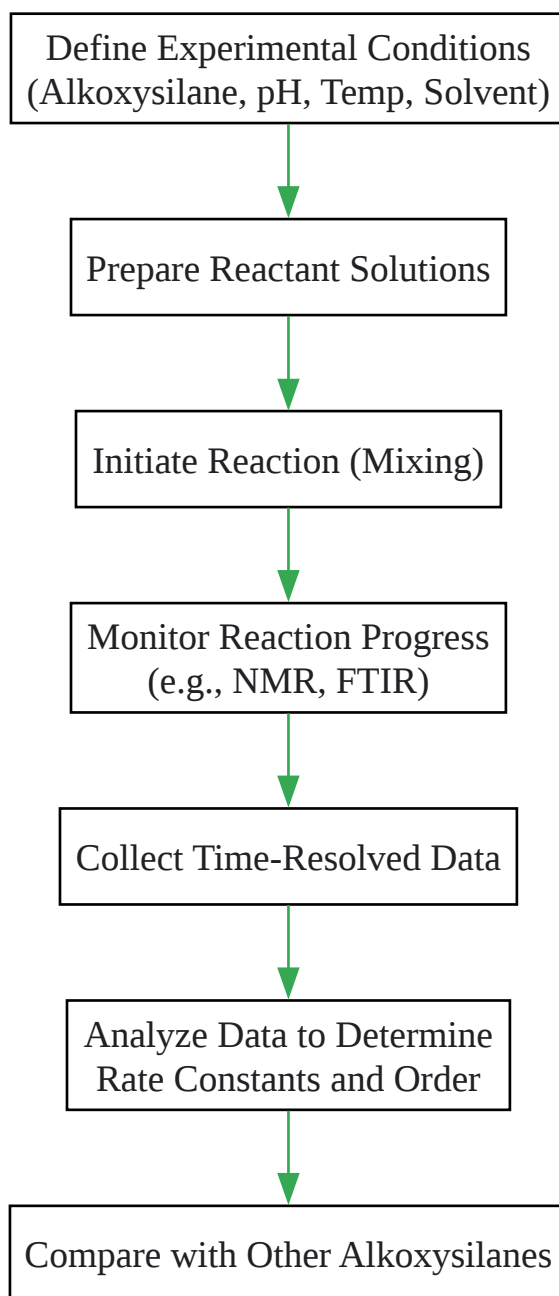 Define Experimental Conditions
(Alkoxysilane, pH, Temp, Solvent)
Prepare Reactant Solutions
Initiate Reaction (Mixing)
Monitor Reaction Progress
(e.g., NMR, FTIR)
Collect Time-Resolved Data
Analyze Data to Determine
Rate Constants and Order
Compare with Other Alkoxysilanes